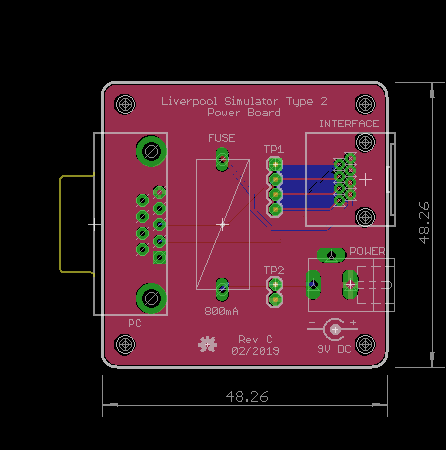 Liverpool Simulator Type 2
Power Board
INTERFACE
FUSE
TP1
48.26
POWER
TP2
800mA
PC
- +
Rev C
02/2019
9V DC
48.26